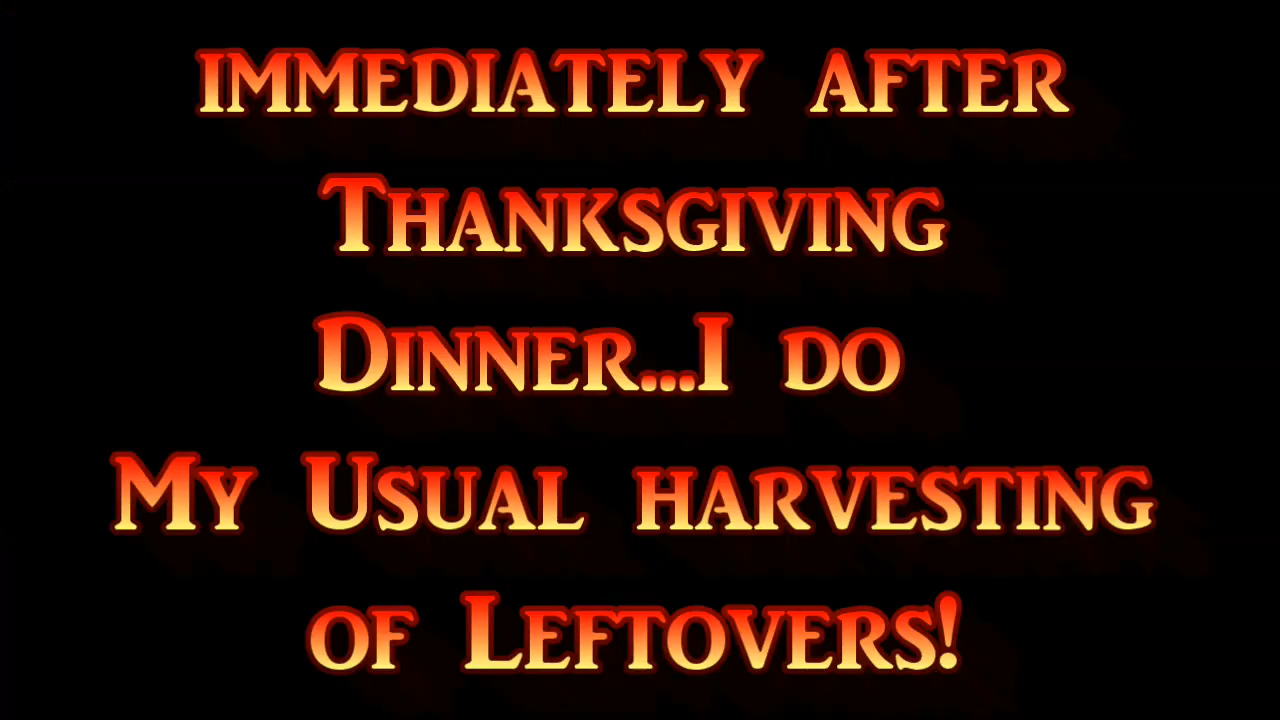 immediately after
Thanksgiving
Dinner...I do
My Usual harvesting
of Leftovers!